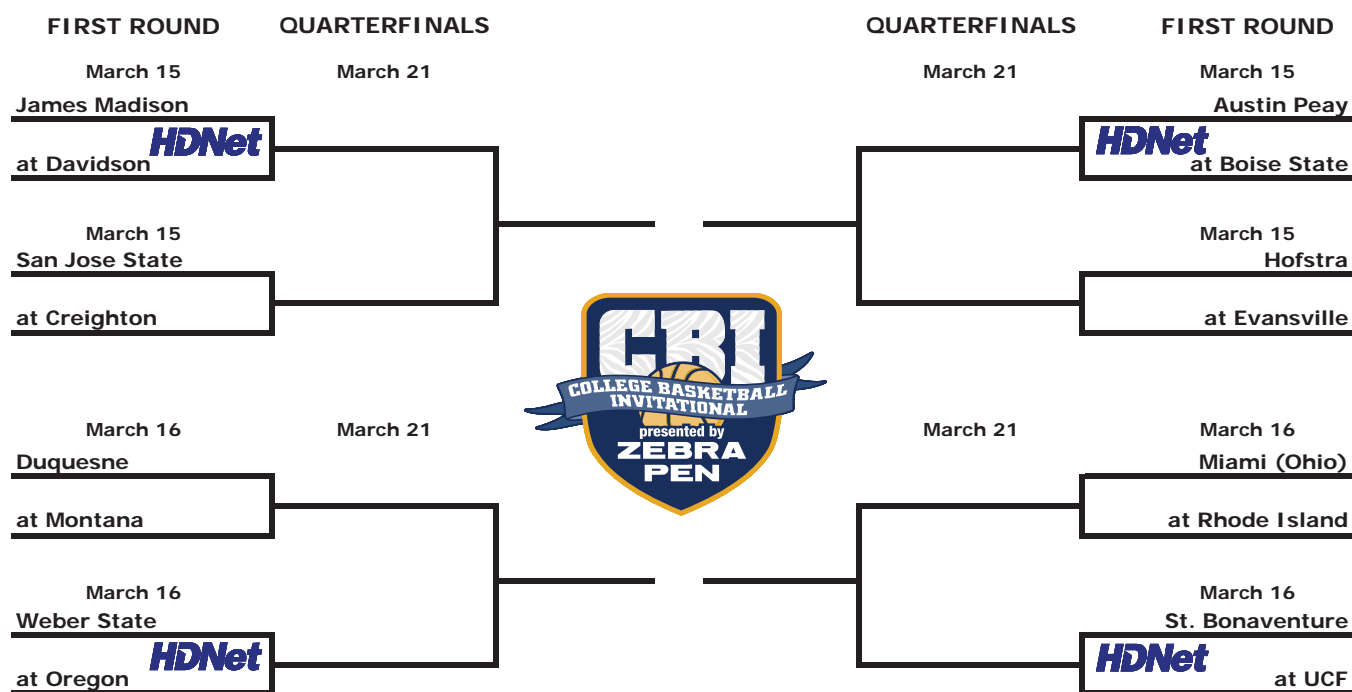 FIRST ROUND
QUARTERFINALS
QUARTERFINALS
FIRST ROUND
March 15
March 21
March 21
March 15
James Madison
HDNet
at Davidson
March 15
San Jose State
at Creighton
March 16
March 21
Duquesne
at Montana
March 16
Weber State
HDNet
at Oregon
CBI
COLLEGE BASKETBALL
INVITATIONAL
presented by
ZEBRA
PEN
Austin Peay
HDNet
at Boise State
March 15
Hofstra
at Evansville
March 21
March 16
Miami (Ohio)
at Rhode Island
March 16
St. Bonaventure
HDNet
at UCF